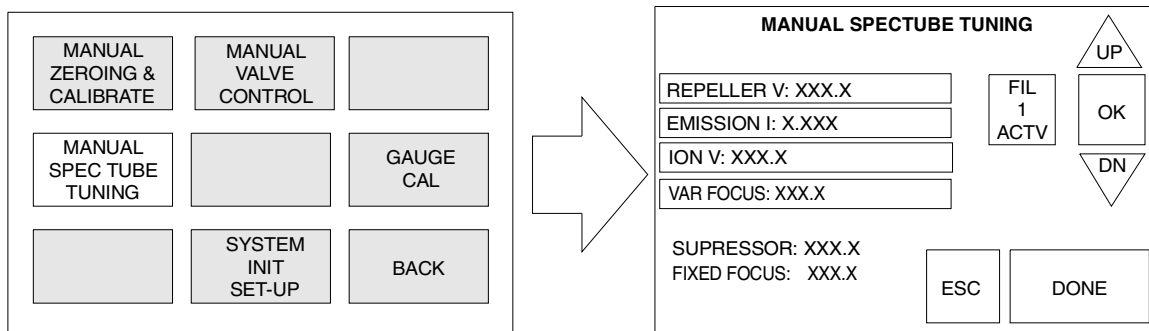 MANUAL
ZEROING &
CALIBRATE
MANUAL
VALVE
CONTROL
MANUAL
SPEC TUBE
TUNING
GAUGE
CAL
SYSTEM
INIT
SET-UP
BACK
MANUAL SPECTUBE TUNING
REPELLER V: XXX.X
EMISSION I: X.XXX
ION V: XXX.X
VAR FOCUS: XXX.X
SUPRESSOR: XXX.X
FIXED FOCUS: XXX.X
FIL
1
ACTV
UP
OK
DN
ESC
DONE